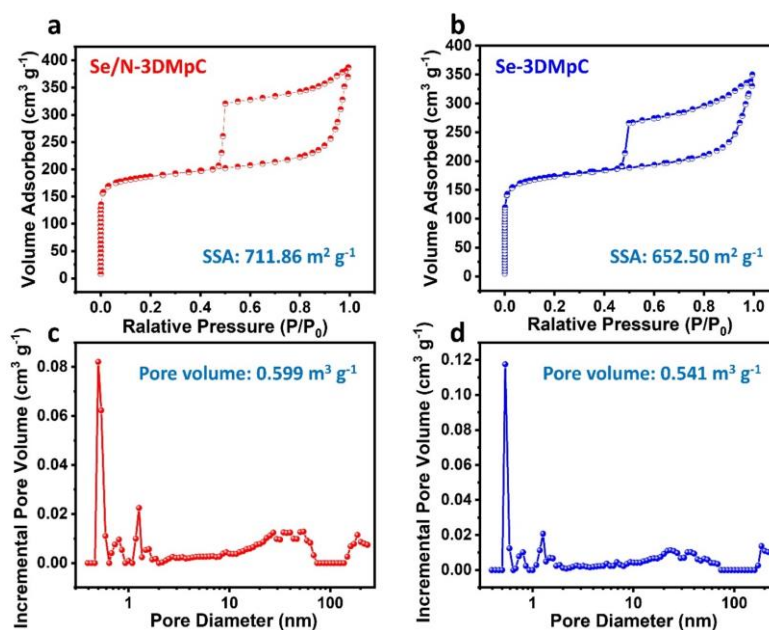 a
Se/N-3DMpC
Volume Adsorbed (cm³ g⁻¹)
400
350
300
250
200
150
100
50
0
SSA: 711.86 m² g⁻¹
0.0 0.2 0.4 0.6 0.8 1.0
Ralative Pressure (P/P₀)
b
Se-3DMpC
Volume Adsorbed (cm³ g⁻¹)
400
350
300
250
200
150
100
50
0
SSA: 652.50 m² g⁻¹
0.0 0.2 0.4 0.6 0.8 1.0
Ralative Pressure (P/P₀)
c
Pore volume: 0.599 m³ g⁻¹
Incremental Pore Volume (cm³ g⁻¹)
0.08
0.06
0.04
0.02
0.00
1 10 100
Pore Diameter (nm)
d
Pore volume: 0.541 m³ g⁻¹
Incremental Pore Volume (cm³ g⁻¹)
0.12
0.10
0.08
0.06
0.04
0.02
0.00
1 10 100
Pore Diameter (nm)